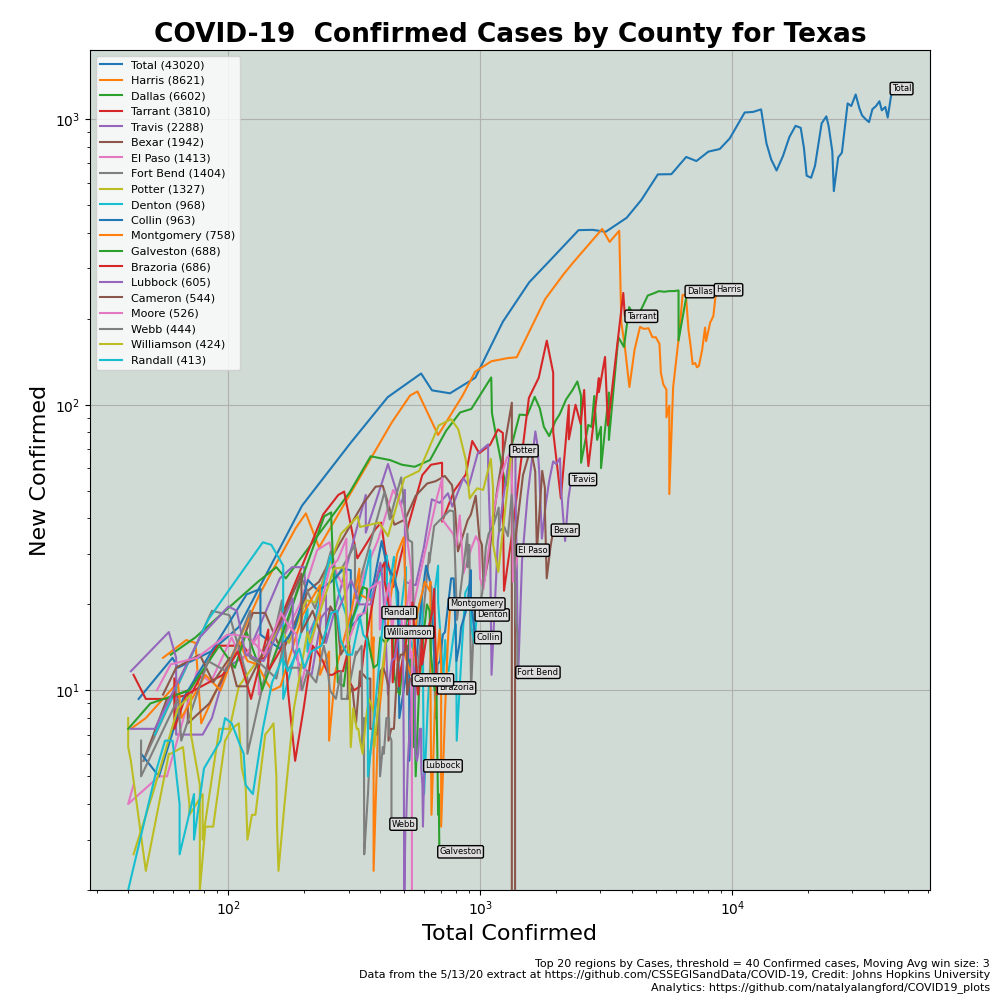 COVID-19  Confirmed Cases by County for Texas
Total (43020)
Harris (8621)
Dallas (6602)
Tarrant (3810)
Travis (2288)
Bexar (1942)
El Paso (1413)
Fort Bend (1404)
Potter (1327)
Denton (968)
Collin (963)
Montgomery (758)
Galveston (688)
Brazoria (686)
Lubbock (605)
Cameron (544)
Moore (526)
Webb (444)
Williamson (424)
Randall (413)
Total
Dallas
Harris
Tarrant
Potter
Travis
Bexar
El Paso
Montgomery
Randall
Denton
Williamson
Collin
Fort Bend
Cameron
Brazoria
Lubbock
Webb
Galveston
New Confirmed
10³
10²
10¹
10²
10³
10⁴
Total Confirmed
Top 20 regions by Cases, threshold = 40 Confirmed cases, Moving Avg win size: 3
Data from the 5/13/20 extract at https://github.com/CSSEGISandData/COVID-19, Credit: Johns Hopkins University
Analytics: https://github.com/natalyalangford/COVID19_plots